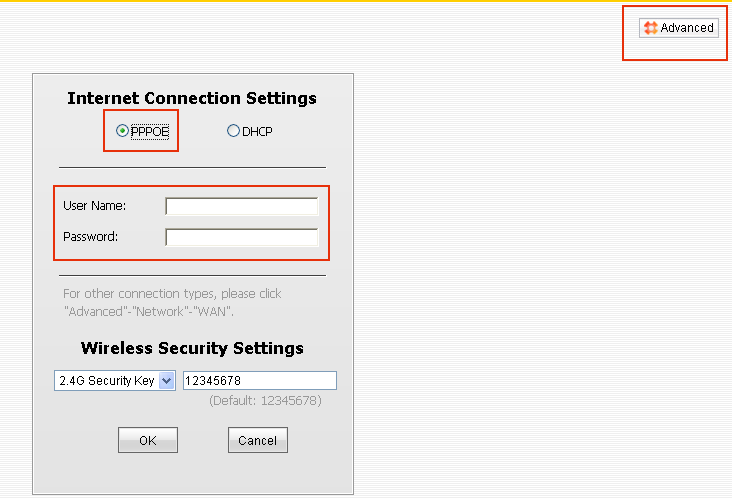 Advanced
Internet Connection Settings
PPPOE DHCP
User Name:
Password:
For other connection types, please click
"Advanced"-"Network"-"WAN".
Wireless Security Settings
2.4G Security Key 12345678
(Default: 12345678)
OK Cancel